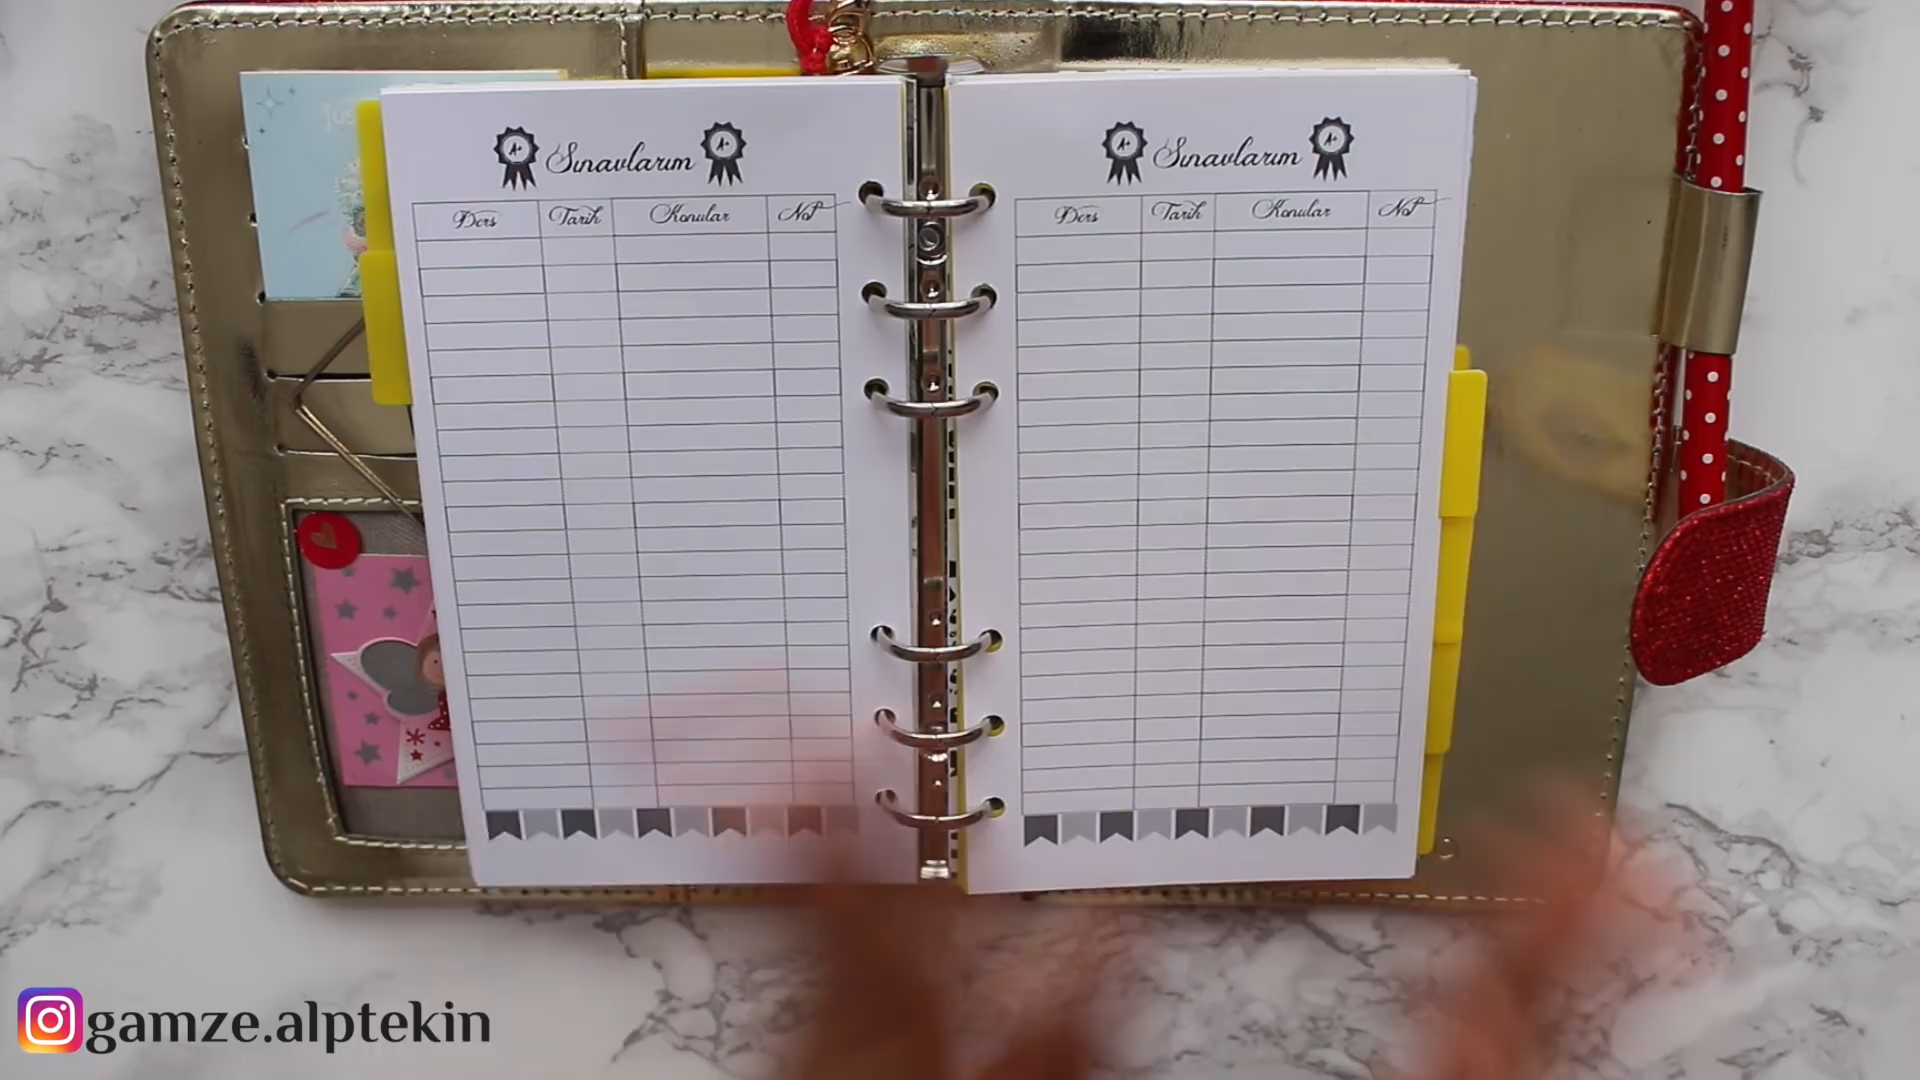 A+ Sınavlarım A+
Ders Tarih Konular Not
A+ Sınavlarım A+
Ders Tarih Konular Not
gamze.alptekin